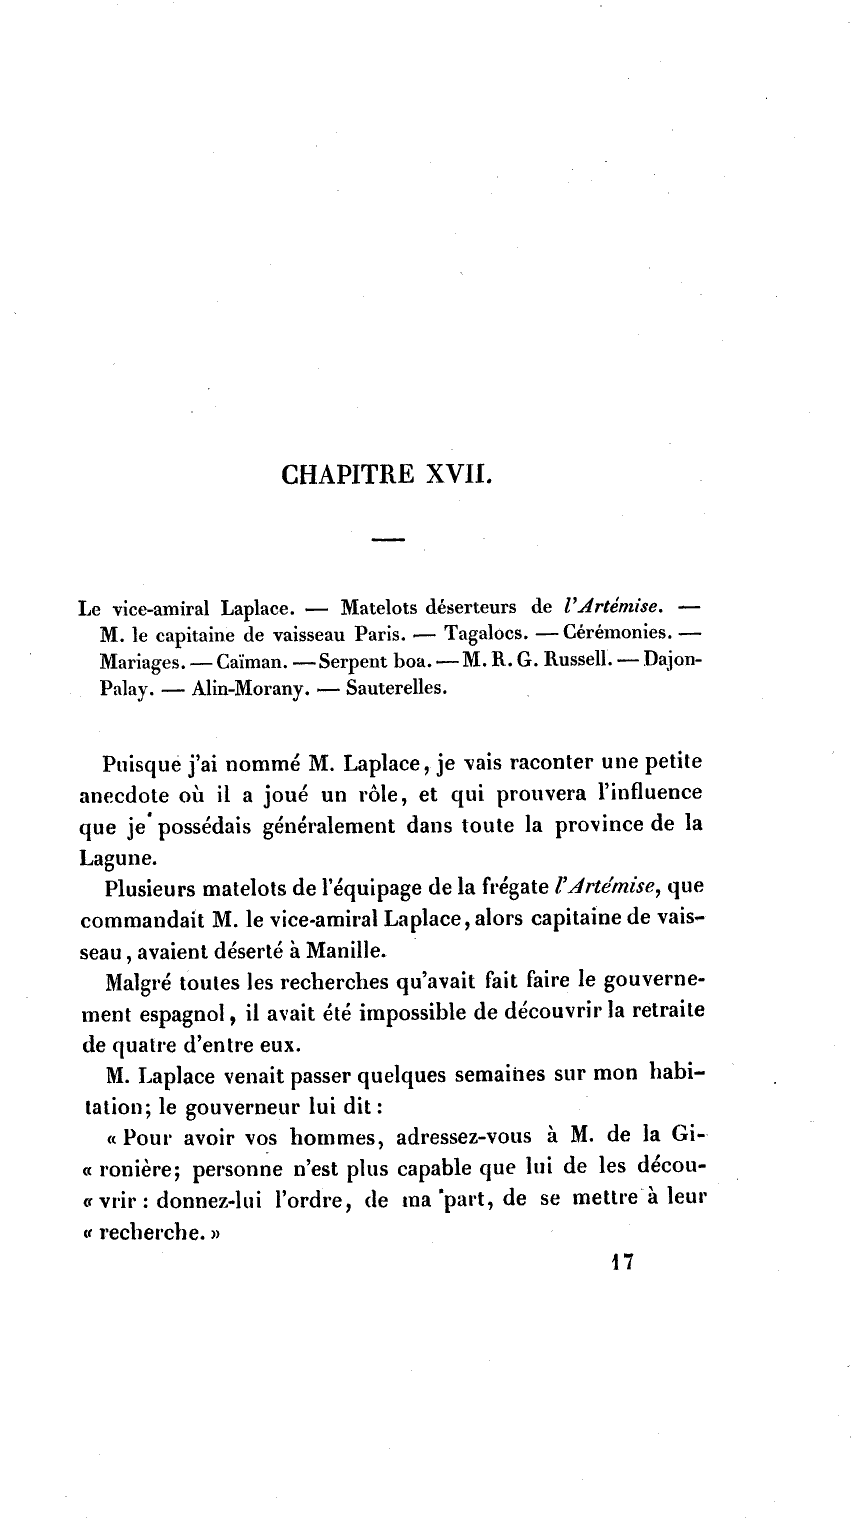 CHAPITRE XVII.
Le vice-amiral Laplace. — Matelots déserteurs de l'Artémise. —
M. le capitaine de vaisseau Paris. — Tagalocs. — Cérémonies. —
Mariages. — Caïman. — Serpent boa. — M. R. G. Russell. — Dajon-
Palay. — Alin-Morany. — Sauterelles.
Puisque j'ai nommé M. Laplace, je vais raconter une petite
anecdote où il a joué un rôle, et qui prouvera l'influence
que je possédais généralement dans toute la province de la
Lagune.
Plusieurs matelots de l'équipage de la frégate l'Artémise, que
commandait M. le vice-amiral Laplace, alors capitaine de vais-
seau, avaient déserté à Manille.
Malgré toutes les recherches qu'avait fait faire le gouverne-
ment espagnol, il avait été impossible de découvrir la retraite
de quatre d'entre eux.
M. Laplace venait passer quelques semaines sur mon habi-
tation; le gouverneur lui dit :
« Pour avoir vos hommes, adressez-vous à M. de la Gi-
« ronière; personne n'est plus capable que lui de les décou-
« vrir : donnez-lui l'ordre, de ma part, de se mettre à leur
« recherche. »
17